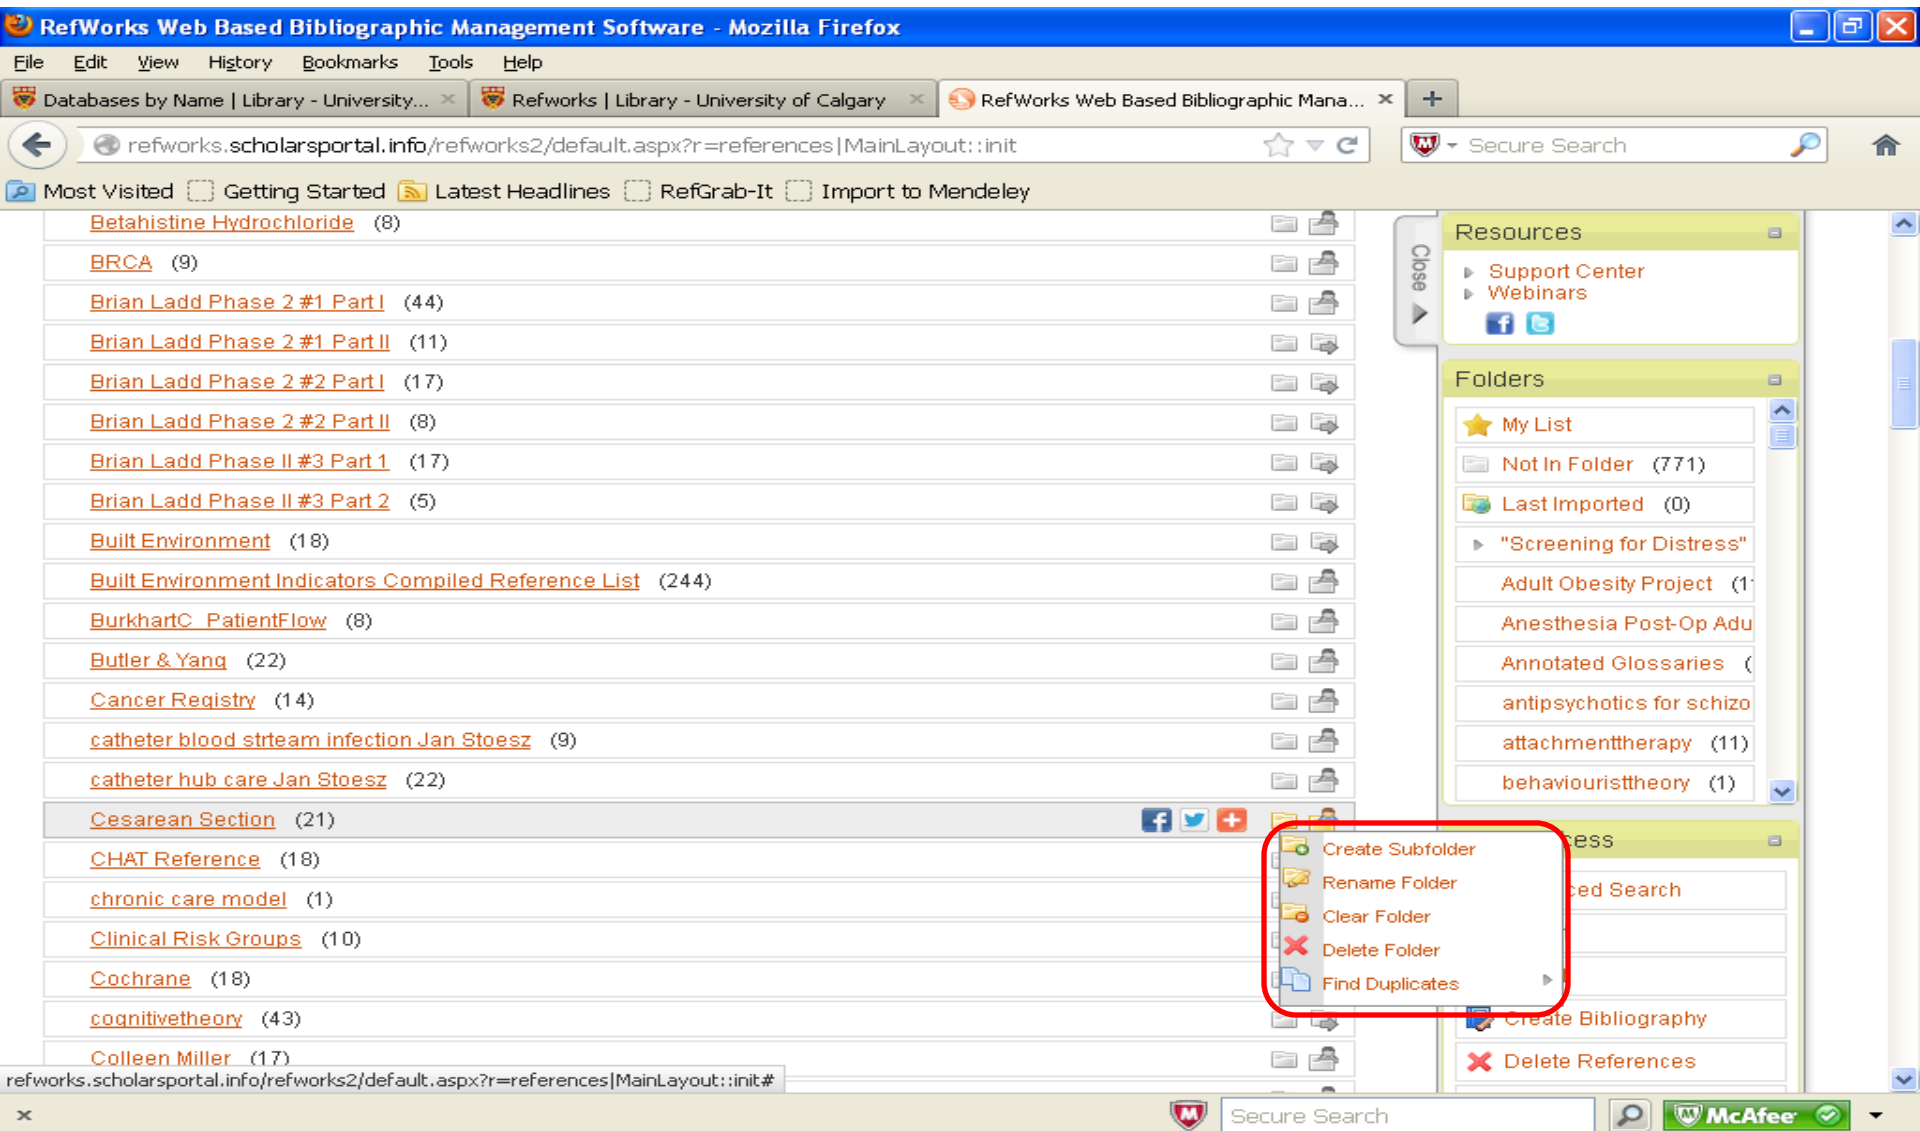 RefWorks Web Based Bibliographic Management Software - Mozilla Firefox
File Edit View History Bookmarks Tools Help
Databases by Name | Library - University... Refworks | Library - University of Calgary RefWorks Web Based Bibliographic Mana...
refworks.scholarsportal.info/refworks2/default.aspx?r=references|MainLayout::init Secure Search
Most Visited Getting Started Latest Headlines RefGrab-It Import to Mendeley
Betahistine Hydrochloride (8)
BRCA (9)
Brian Ladd Phase 2 #1 Part I (44)
Brian Ladd Phase 2 #1 Part II (11)
Brian Ladd Phase 2 #2 Part I (17)
Brian Ladd Phase 2 #2 Part II (8)
Brian Ladd Phase II #3 Part 1 (17)
Brian Ladd Phase II #3 Part 2 (5)
Built Environment (18)
Built Environment Indicators Compiled Reference List (244)
BurkhartC_PatientFlow (8)
Butler & Yang (22)
Cancer Registry (14)
catheter blood strteam infection Jan Stoesz (9)
catheter hub care Jan Stoesz (22)
Cesarean Section (21)
CHAT Reference (18)
chronic care model (1)
Clinical Risk Groups (10)
Cochrane (18)
cognitivetheory (43)
Colleen Miller (17)
Create Subfolder
Rename Folder
Clear Folder
Delete Folder
Find Duplicates
Close
Resources
Support Center
Webinars
Folders
My List
Not In Folder (771)
Last Imported (0)
"Screening for Distress"
Adult Obesity Project (1
Anesthesia Post-Op Adu
Annotated Glossaries (
antipsychotics for schizo
attachmenttherapy (11)
behaviouristtheory (1)
cess
ced Search
Create Bibliography
Delete References
refworks.scholarsportal.info/refworks2/default.aspx?r=references|MainLayout::init#
Secure Search McAfee